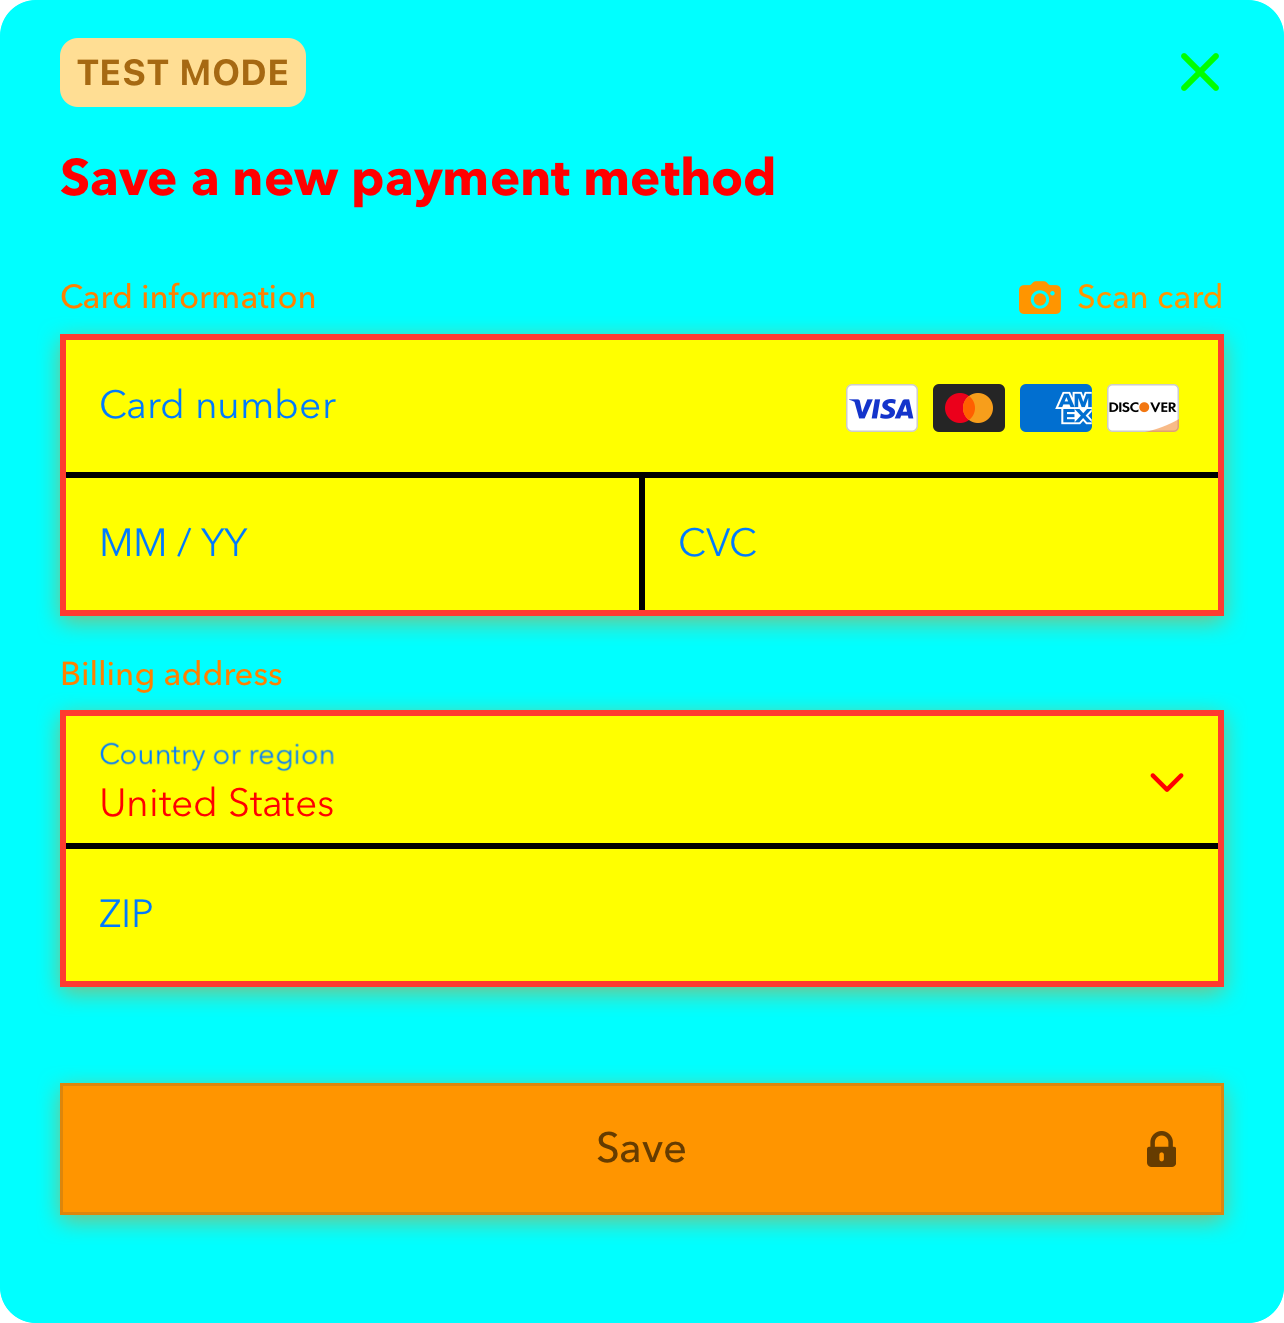 TEST MODE
Save a new payment method
Card information
Scan card
Card number
VISA
AM
EX
DISCOVER
MM / YY
CVC
Billing address
Country or region
United States
ZIP
Save